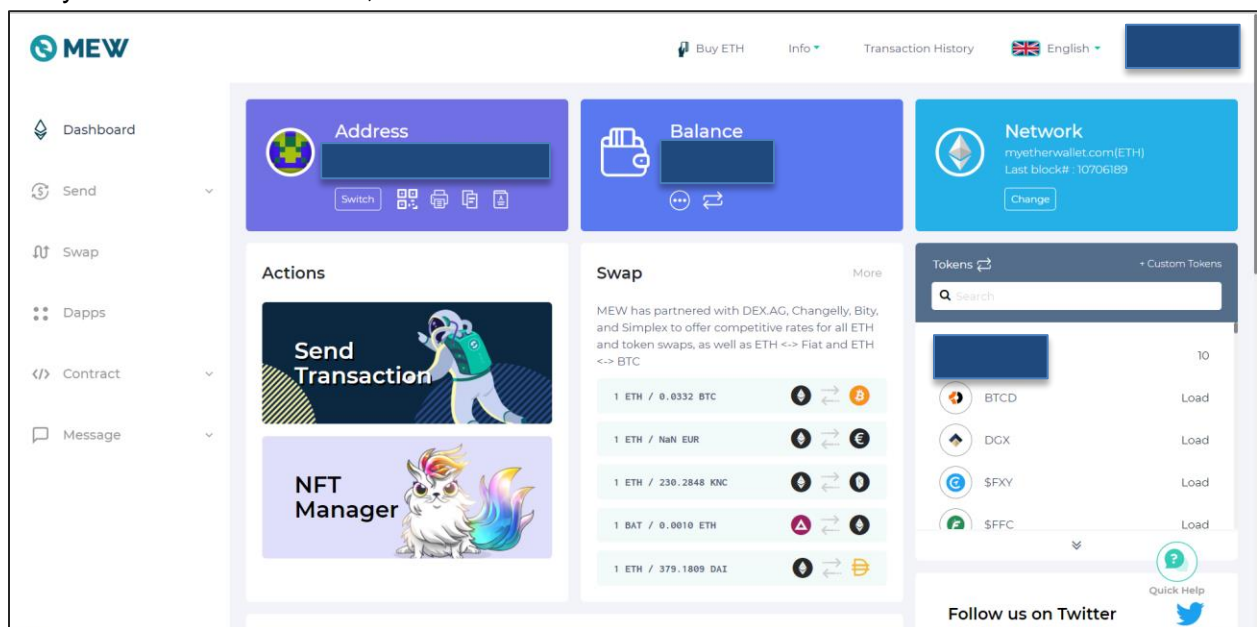 MEW
Buy ETH
Info
Transaction History
English
Dashboard
Send
Swap
Dapps
Contract
Message
Address
Switch
Balance
Network
myetherwallet.com(ETH)
Last block# : 10706189
Change
Actions
Send
Transaction
NFT
Manager
Swap
More
MEW has partnered with DEX.AG, Changelly, Bity,
and Simplex to offer competitive rates for all ETH
and token swaps, as well as ETH <-> Fiat and ETH
<-> BTC
1 ETH / 0.0332 BTC
1 ETH / NaN EUR
1 ETH / 230.2848 KNC
1 BAT / 0.0010 ETH
1 ETH / 379.1809 DAI
Tokens
+ Custom Tokens
Search
10
BTCD
Load
DGX
Load
$FXY
Load
$FFC
Load
Quick Help
Follow us on Twitter